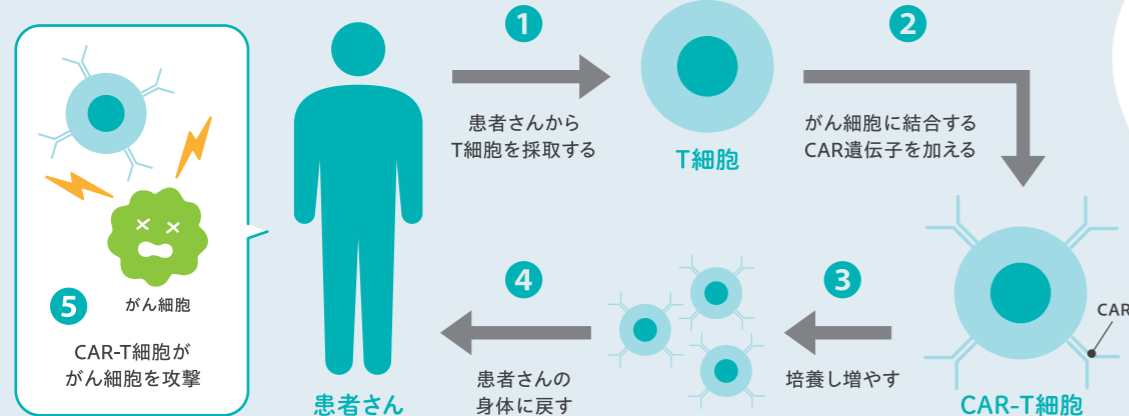 1
患者さんから
T細胞を採取する
T細胞
2
がん細胞に結合する
CAR遺伝子を加える
CAR
CAR-T細胞
3
培養し増やす
4
患者さんの
身体に戻す
患者さん
がん細胞
5
CAR-T細胞が
がん細胞を攻撃